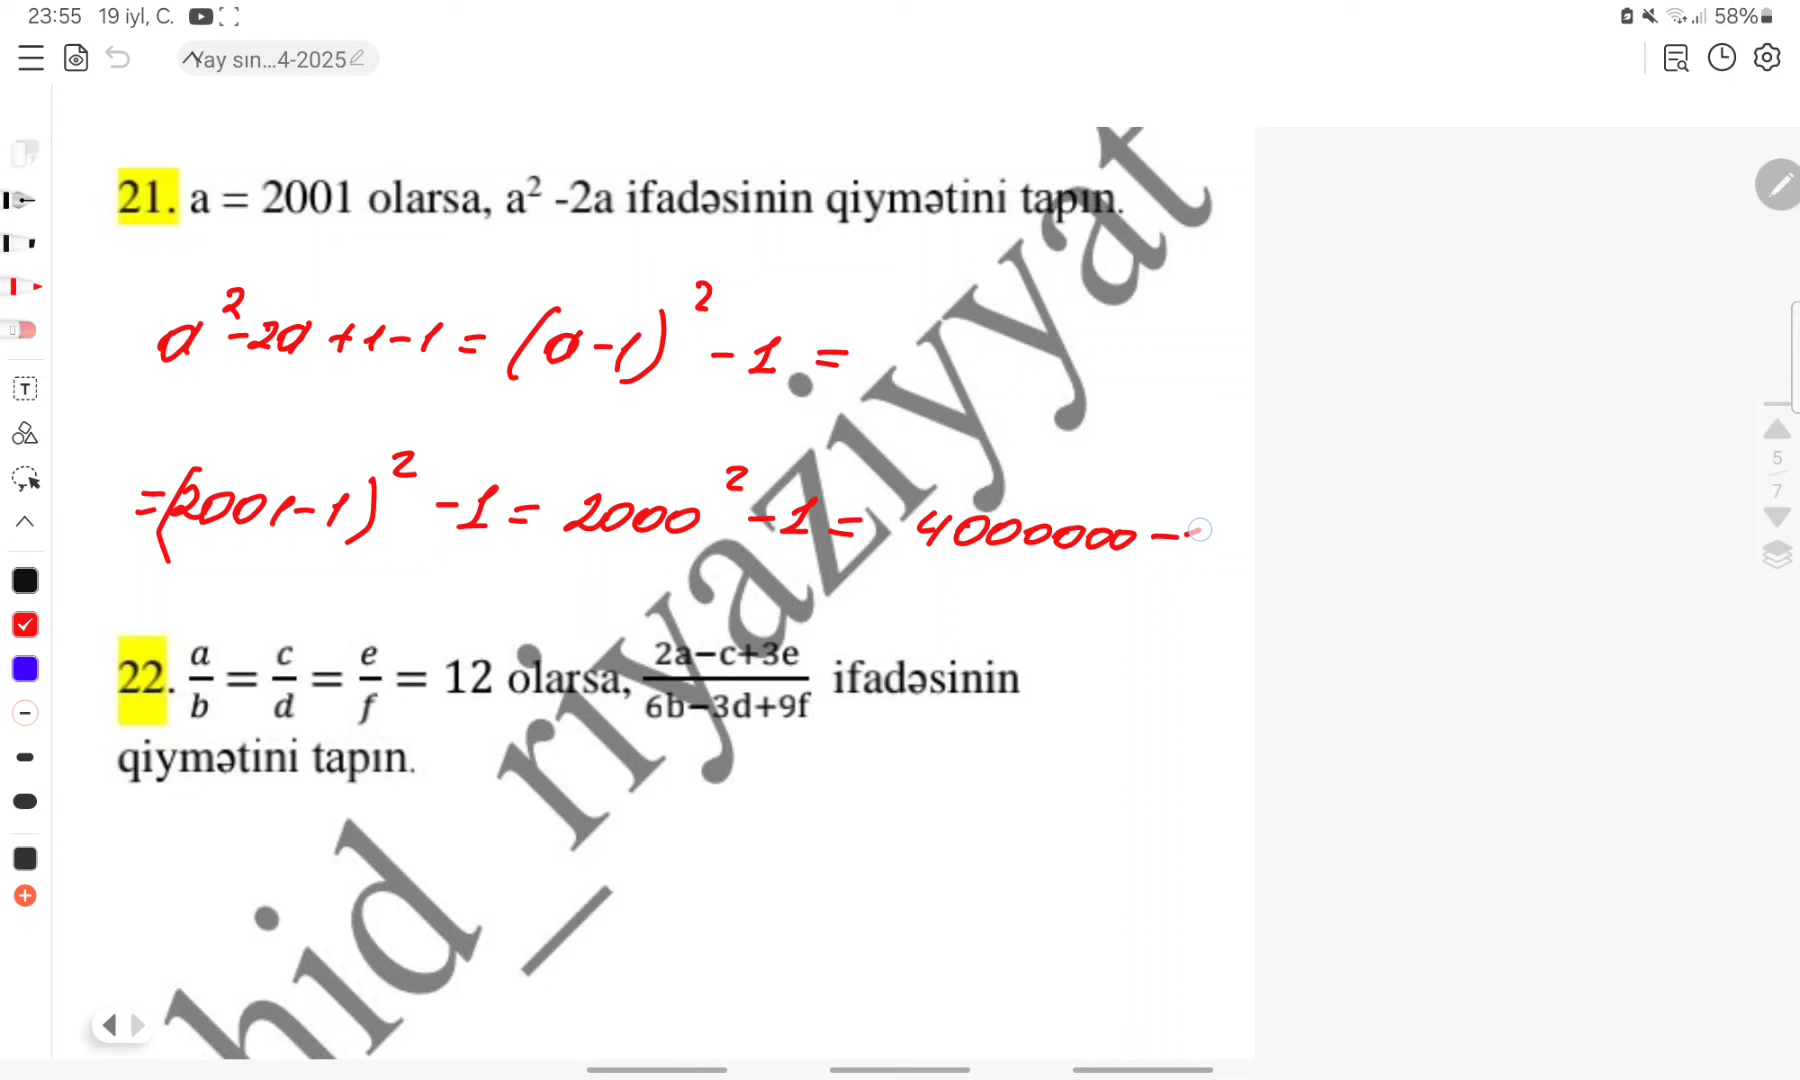 23:55 19 iyl, C. 58%
Yay sın...4-2025
21. a = 2001 olarsa, a² -2a ifadəsinin qiymətini tapın.
a² -2a +1-1 = (a-1)² - 1 =
=(2001-1)² -1 = 2000² -1 = 4000000 -
22. a/b = c/d = e/f = 12 olarsa, 2a−c+3e/6b−3d+9f ifadəsinin
qiymətini tapın.
hid_riyaziyyat
T
5
7